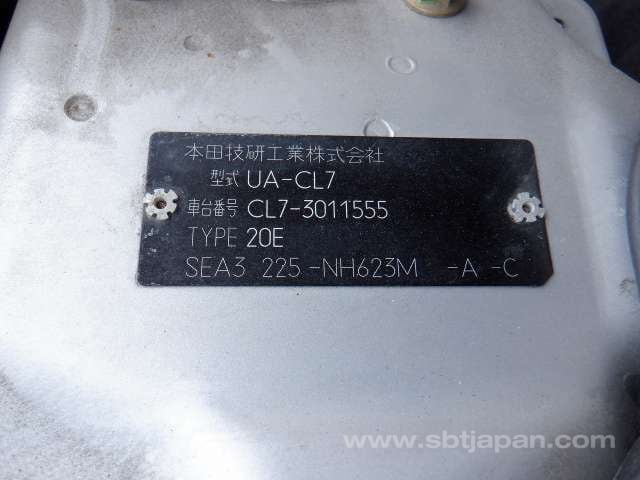 本田技研工業株式会社
型式 UA-CL7
車台番号 CL7-3011555
TYPE 20E
SEA3 225-NH623M -A -C
www.sbtjapan.com